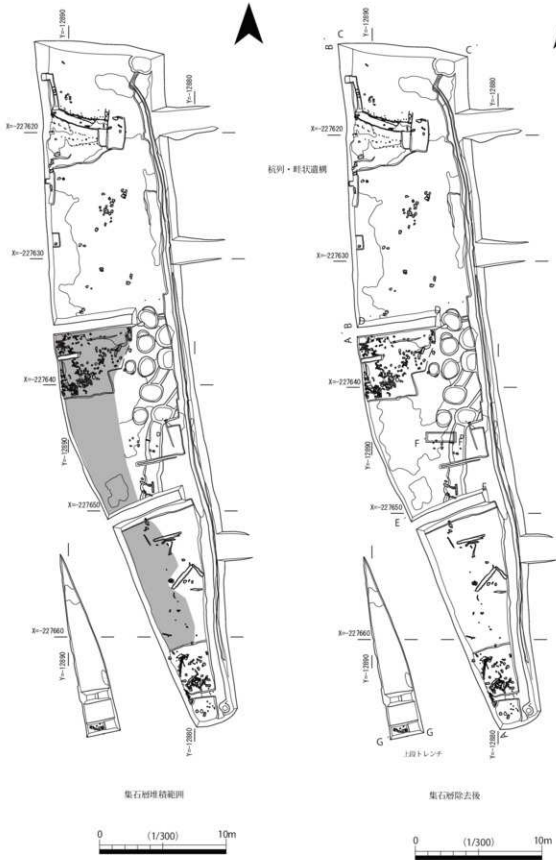 Y=-12890
Y=-12880
X=-227620
X=-227630
X=-227640
Y=-12890
X=-227650
X=-227660
Y=-12890
Y=-12880
集石層堆積範囲
0 (1/300) 10m
Y=-12890
C
B
C
Y=-12880
X=-227620
杭列・畦状遺構
X=-227630
B
A
X=-227640
F
Y=-12890
X=-227650
E
E
X=-227660
Y=-12890
G
G
Y=-12880
上段トレンチ
集石層除去後
0 (1/300) 10m